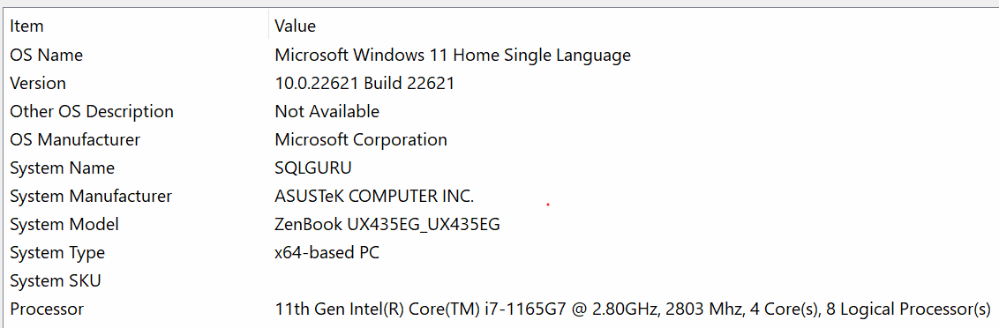 Item Value
OS Name Microsoft Windows 11 Home Single Language
Version 10.0.22621 Build 22621
Other OS Description Not Available
OS Manufacturer Microsoft Corporation
System Name SQLGURU
System Manufacturer ASUSTeK COMPUTER INC.
System Model ZenBook UX435EG_UX435EG
System Type x64-based PC
System SKU
Processor 11th Gen Intel(R) Core(TM) i7-1165G7 @ 2.80GHz, 2803 Mhz, 4 Core(s), 8 Logical Processor(s)